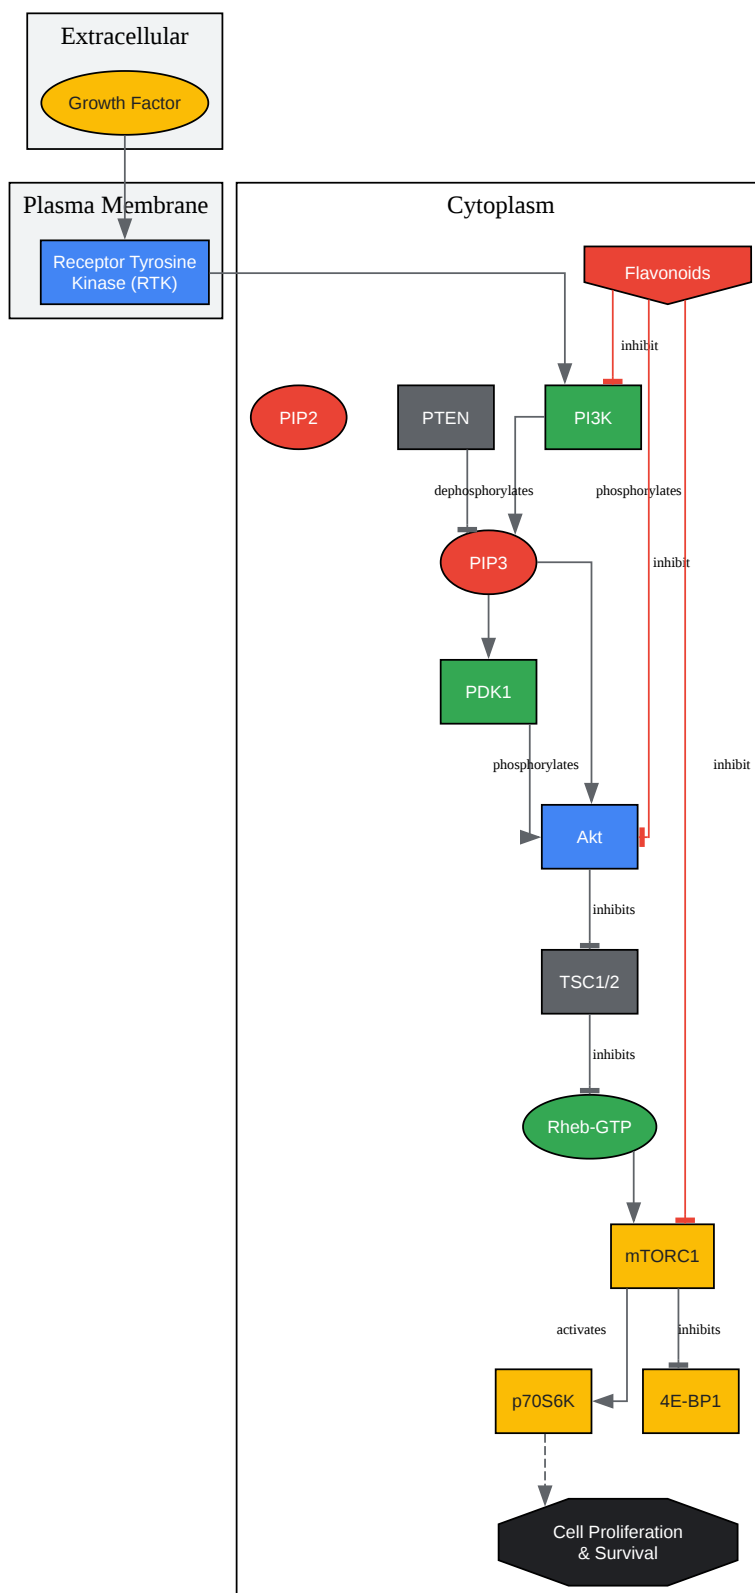 Extracellular
Growth Factor
Plasma Membrane
Cytoplasm
Receptor Tyrosine
Kinase (RTK)
Flavonoids
inhibit
PIP2
PTEN
PI3K
dephosphorylates
phosphorylates
PIP3
inhibit
PDK1
phosphorylates
inhibit
Akt
inhibits
TSC1/2
inhibits
Rheb-GTP
mTORC1
activates
inhibits
p70S6K
4E-BP1
Cell Proliferation
& Survival